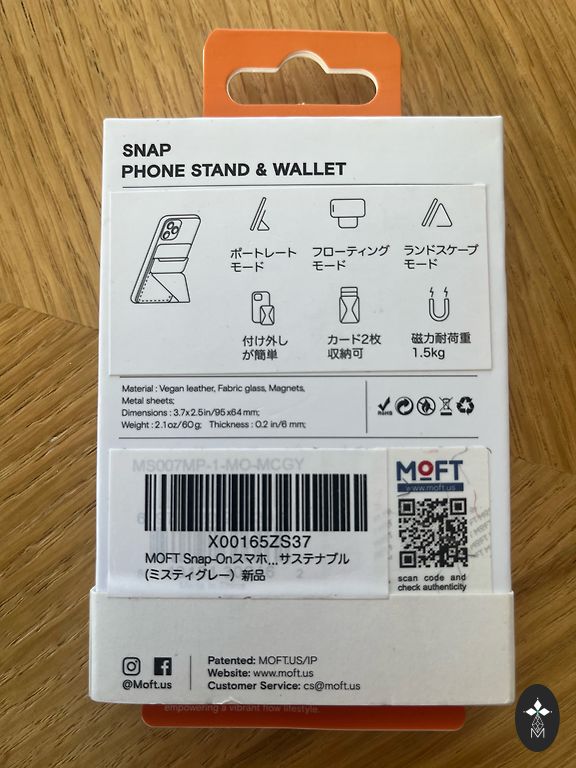 SNAP
PHONE STAND & WALLET
ポートレート
モード
フローティング
モード
ランドスケープ
モード
付け外し
が簡単
カード2枚
収納可
磁力耐荷重
1.5kg
Material : Vegan leather, Fabric glass, Magnets,
Metal sheets;
Dimensions : 3.7x2.5in/95x64mm;
Weight : 2.1oz/60g; Thickness : 0.2 in/6 mm;
RoHS
MS007MP-1-MO-MCGY
X00165ZS37
MOFT Snap-Onスマホ...サステナブル
(ミスティグレー) 新品
MOFT
www.moft.us
scan code and
check authenticity
@Moft.us
Patented: MOFT.US/IP
Website: www.moft.us
Customer Service: cs@moft.us
empowering a vibrant flow lifestyle.